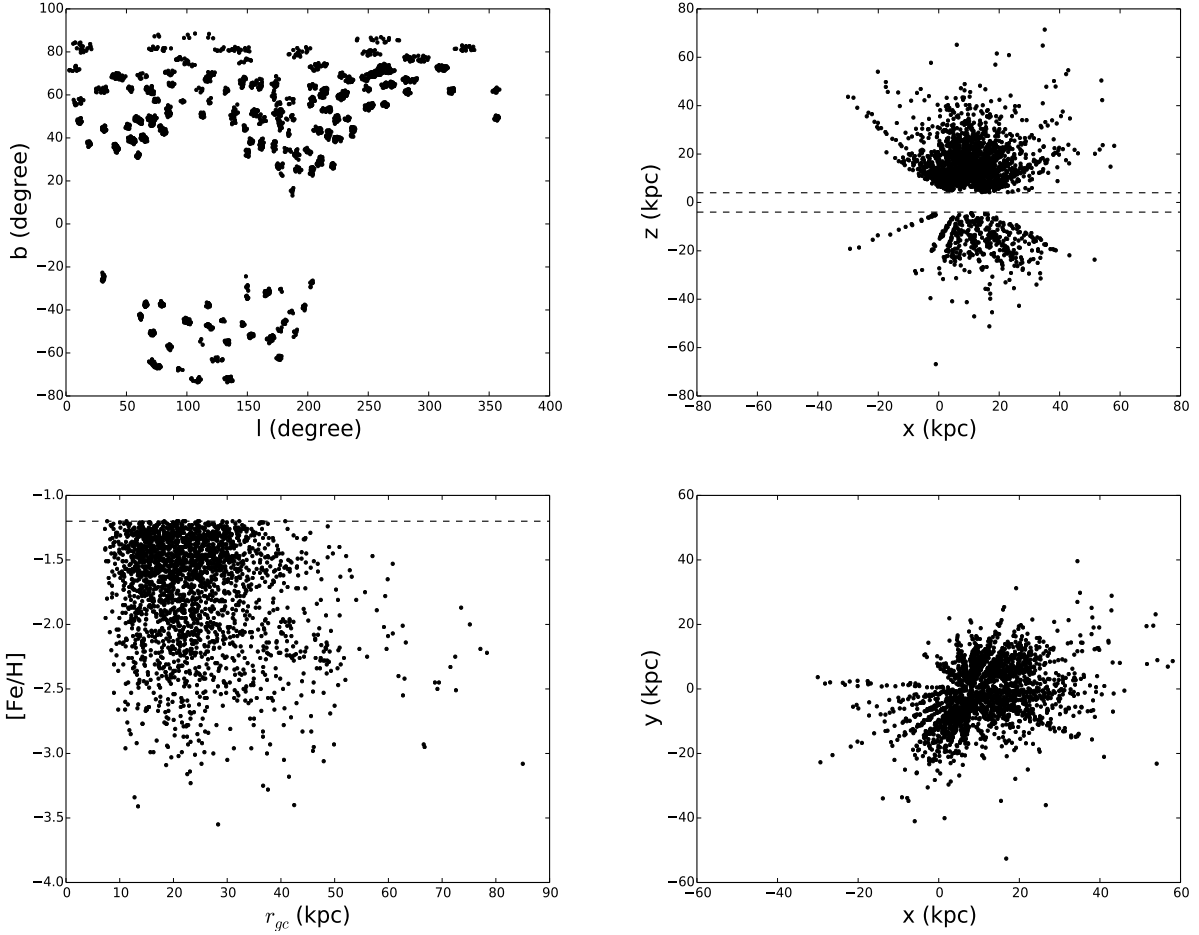 100
80
60
40
20
0
−20
−40
−60
−80
0 50 100 150 200 250 300 350 400
l (degree)
b (degree)
80
60
40
20
0
−20
−40
−60
−80
−80 −60 −40 −20 0 20 40 60 80
x (kpc)
z (kpc)
−1.0
−1.5
−2.0
−2.5
−3.0
−3.5
−4.0
0 10 20 30 40 50 60 70 80 90
r_gc (kpc)
[Fe/H]
60
40
20
0
−20
−40
−60
−60 −40 −20 0 20 40 60
x (kpc)
y (kpc)